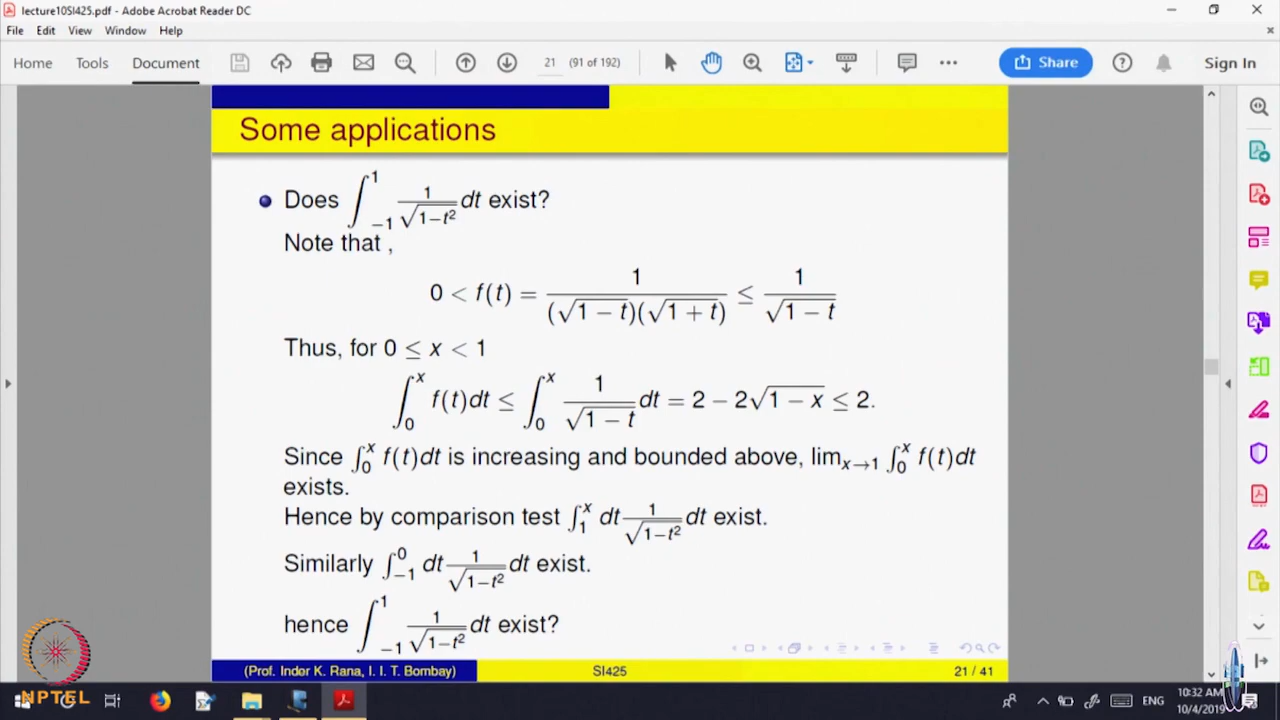 lecture10SI425.pdf - Adobe Acrobat Reader DC
File Edit View Window Help
Home Tools Document 21 (91 of 192) Share Sign In
Some applications
Does ∫_{-1}^{1} 1/√(1−t²) dt exist?
Note that ,
0 < f(t) = 1/((√(1 − t))(√(1 + t))) ≤ 1/√(1 − t)
Thus, for 0 ≤ x < 1
∫_0^x f(t)dt ≤ ∫_0^x 1/√(1 − t) dt = 2 − 2√(1 − x) ≤ 2.
Since ∫_0^x f(t)dt is increasing and bounded above, lim_{x→1} ∫_0^x f(t)dt
exists.
Hence by comparison test ∫_1^x dt 1/√(1−t²) dt exist.
Similarly ∫_{-1}^0 dt 1/√(1−t²) dt exist.
hence ∫_{-1}^{1} 1/√(1−t²) dt exist?
(Prof. Inder K. Rana, I. I. T. Bombay) SI425 21 / 41
NPTEL
ENG
10:32 AM
10/4/2019